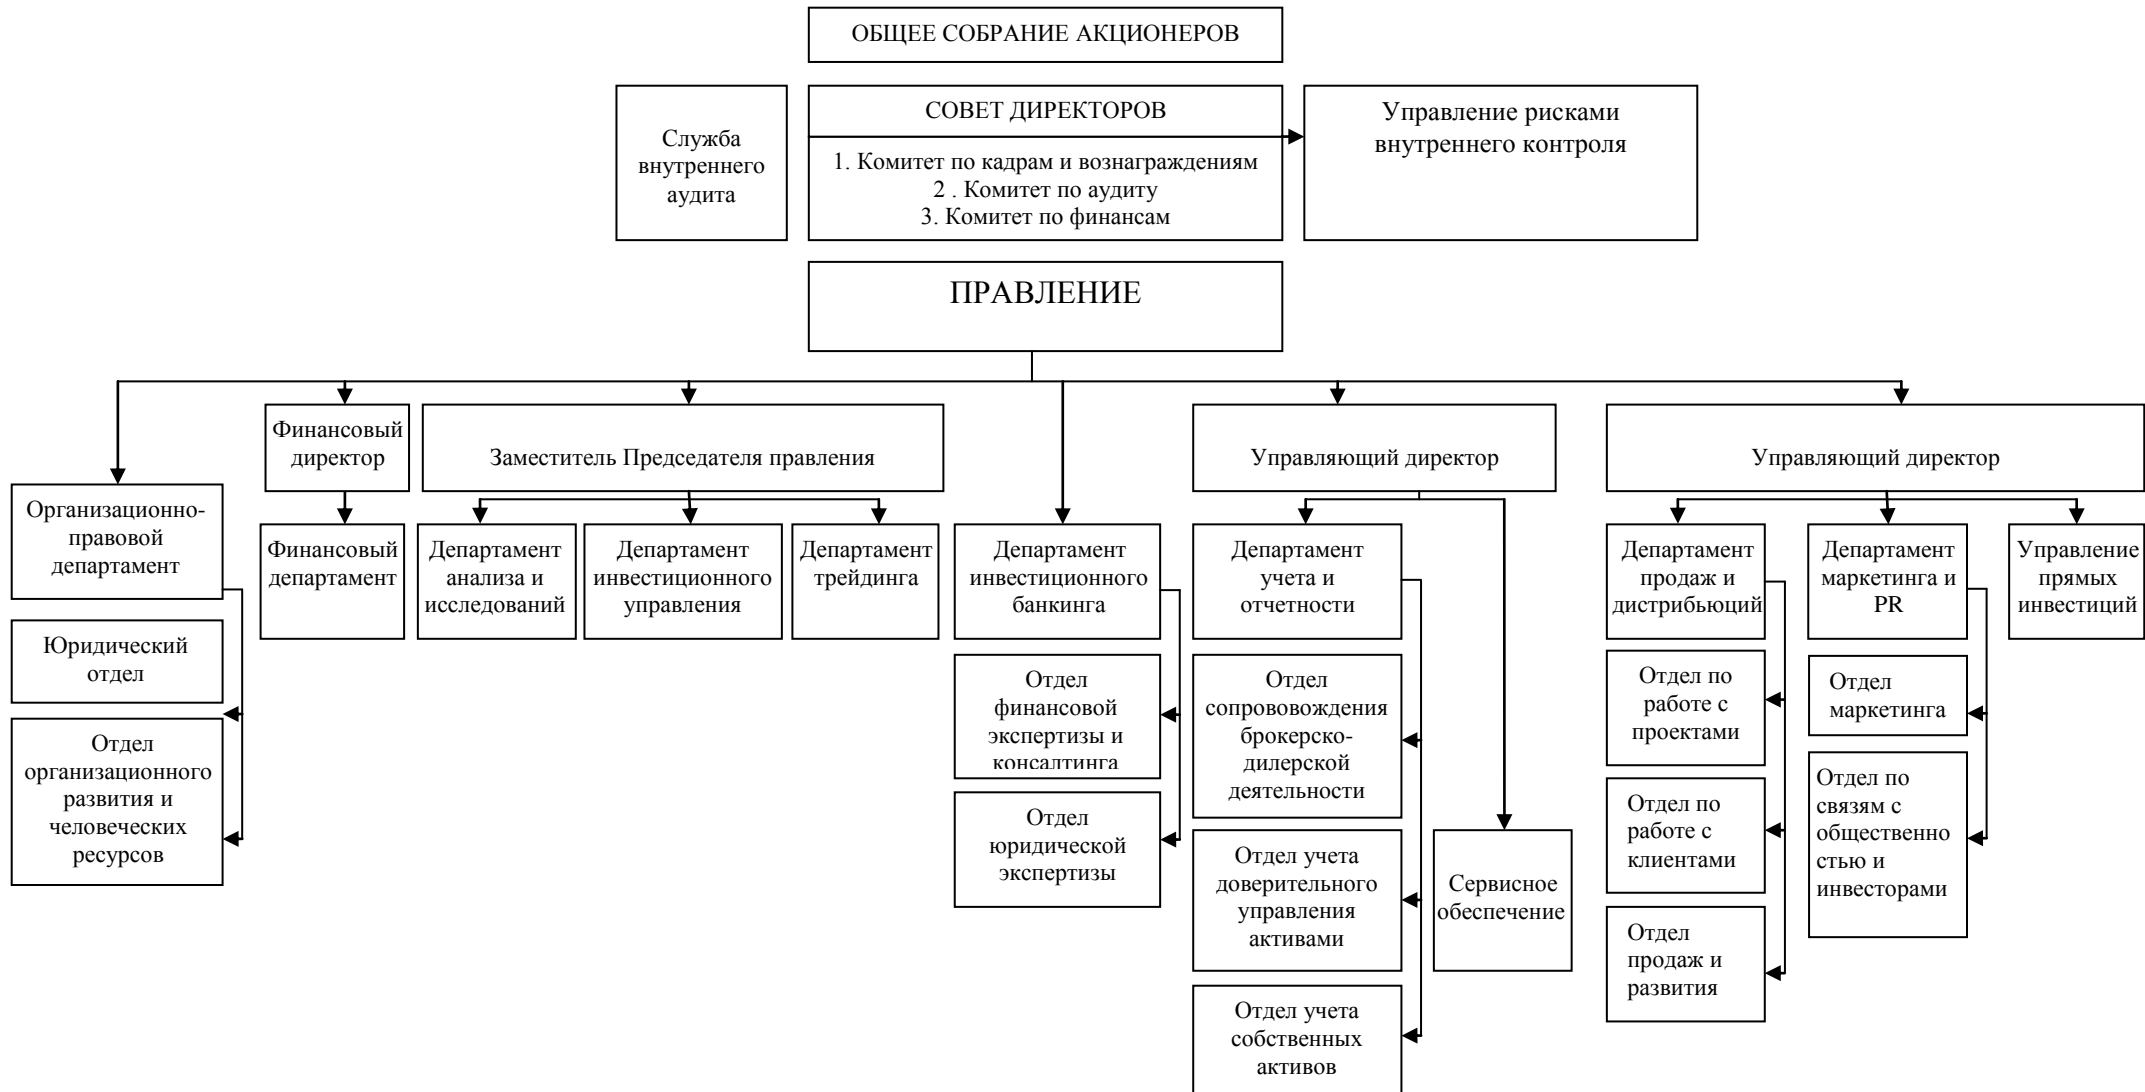 ОБЩЕЕ СОБРАНИЕ АКЦИОНЕРОВ
Служба
внутреннего
аудита
СОВЕТ ДИРЕКТОРОВ
1. Комитет по кадрам и вознаграждениям
2 . Комитет по аудиту
3. Комитет по финансам
Управление рисками
внутреннего контроля
ПРАВЛЕНИЕ
Финансовый
директор
Заместитель Председателя правления
Управляющий директор
Управляющий директор
Организационно-
правовой
департамент
Финансовый
департамент
Департамент
анализа и
исследований
Департамент
инвестиционного
управления
Департамент
трейдинга
Департамент
инвестиционного
банкинга
Департамент
учета и
отчетности
Департамент
продаж и
дистрибьюций
Департамент
маркетинга и
PR
Управление
прямых
инвестиций
Юридический
отдел
Отдел
организационного
развития и
человеческих
ресурсов
Отдел
финансовой
экспертизы и
консалтинга
Отдел
юридической
экспертизы
Отдел
сопрововождения
брокерско-
дилерской
деятельности
Отдел учета
доверительного
управления
активами
Отдел учета
собственных
активов
Сервисное
обеспечение
Отдел по
работе с
проектами
Отдел по
работе с
клиентами
Отдел
продаж и
развития
Отдел
маркетинга
Отдел по
связям с
общественно
стью и
инвесторами